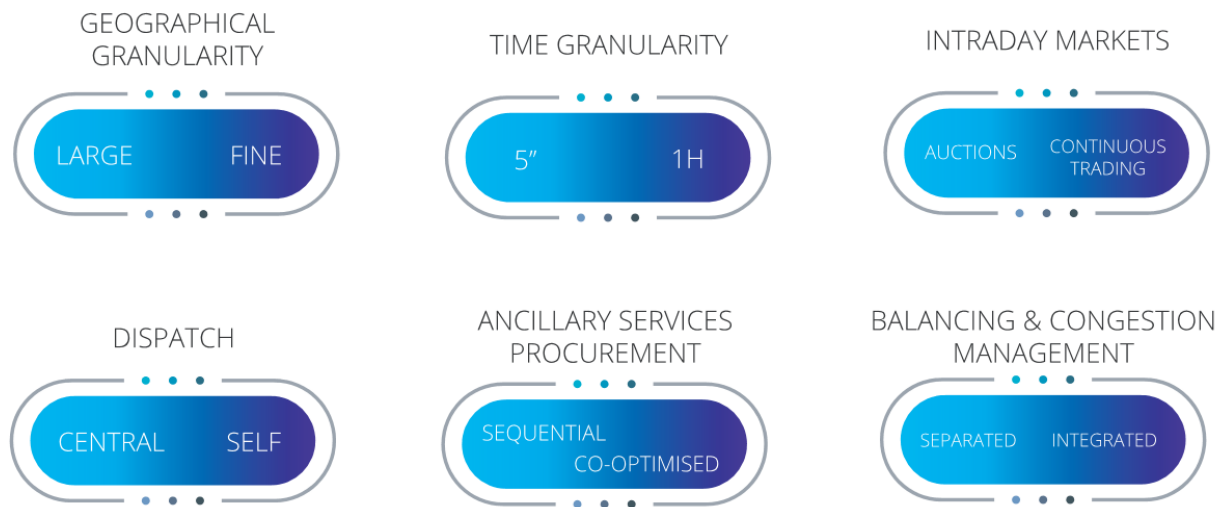 GEOGRAPHICAL
GRANULARITY
LARGE
FINE
TIME GRANULARITY
5”
1H
INTRADAY MARKETS
AUCTIONS
CONTINUOUS
TRADING
DISPATCH
CENTRAL
SELF
ANCILLARY SERVICES
PROCUREMENT
SEQUENTIAL
CO-OPTIMISED
BALANCING & CONGESTION
MANAGEMENT
SEPARATED
INTEGRATED